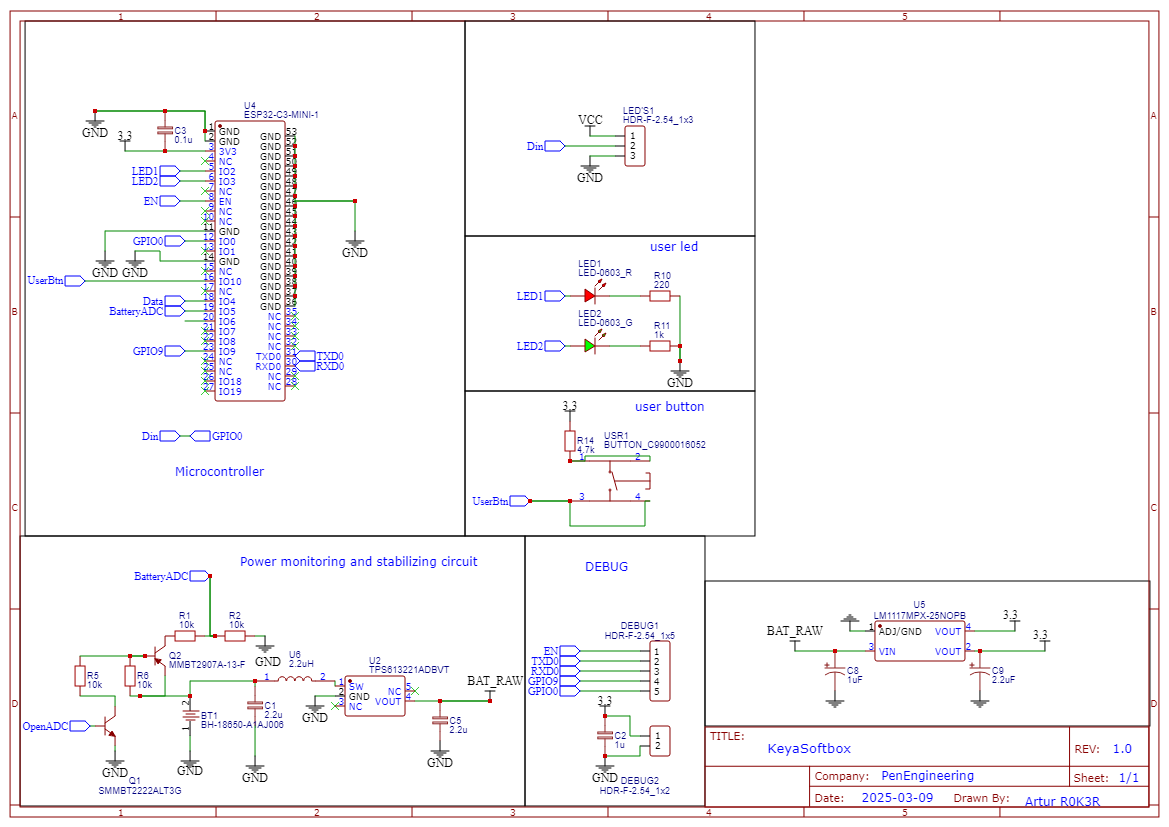 1 2 3 4 5
A A
B B
C C
D D
1 2 3 4 5
U4
ESP32-C3-MINI-1
GND
3.3
C3
0.1u
LED1
LED2
EN
GPIO0
GND GND
UserBtn
Data
BatteryADC
GPIO9
1 GND
2 GND
3 3V3
4 NC
5 IO2
6 IO3
7 NC
8 EN
9 NC
10 NC
11 GND
12 IO0
13 IO1
14 GND
15 NC
16 IO10
17 NC
18 IO4
19 IO5
20 IO6
21 IO7
22 IO8
23 IO9
24 NC
25 NC
26 IO18
27 IO19
GND 53
GND 52
GND 51
GND 50
GND 49
GND 48
GND 47
GND 46
GND 45
GND 44
GND 43
GND 42
GND 41
GND 40
GND 39
GND 38
GND 37
GND 36
NC 35
NC 34
NC 33
NC 32
TXD0 31 TXD0
RXD0 30 RXD0
NC 29
NC 28
GND
Din GPIO0
Microcontroller
LED'S1
HDR-F-2.54_1x3
VCC
Din
GND
1
2
3
user led
LED1
LED-0603_R
LED1
R10
220
LED2
LED-0603_G
LED2
R11
1k
GND
user button
3.3
R14
4.7k
USR1
BUTTON_C9900016052
1 2
UserBtn
3 4
Power monitoring and stabilizing circuit
BatteryADC
R1
10k
R2
10k
GND
Q2
MMBT2907A-13-F
R5
10k
R6
10k
OpenADC
GND
Q1
SMMBT2222ALT3G
2
BT1
BH-18650-A1AJ006
1
GND
U6
2.2uH
1 2
C1
2.2u
GND
U2
TPS613221ADBVT
1 SW
2 GND
3 NC
NC 5
VOUT 4
GND
BAT_RAW
C5
2.2u
GND
DEBUG
DEBUG1
HDR-F-2.54_1x5
EN 1
TXD0 2
RXD0 3
GPIO9 4
GPIO0 5
3.3
C2
1u
1
2
GND
DEBUG2
HDR-F-2.54_1x2
U5
LM1117MPX-25NOPB
BAT_RAW
1 ADJ/GND
3 VIN
VOUT 4
VOUT 2
3.3
3.3
+
C8
1uF
+
C9
2.2uF
TITLE:
KeyaSoftbox
REV: 1.0
Company: PenEngineering
Sheet: 1/1
Date: 2025-03-09
Drawn By: Artur R0K3R